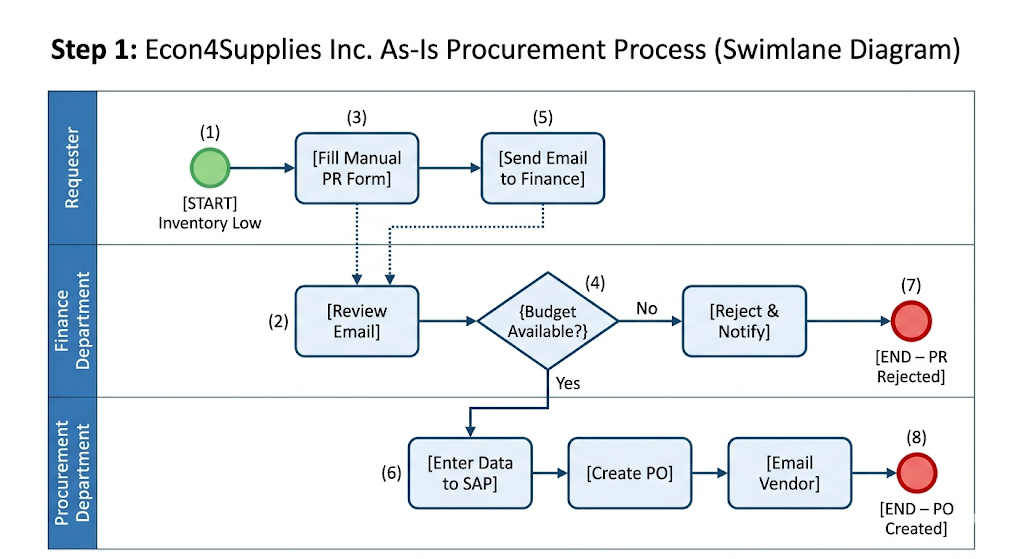 Step 1: Econ4Supplies Inc. As-Is Procurement Process (Swimlane Diagram)
Requester
(1)
[START]
Inventory Low
(3)
[Fill Manual
PR Form]
(5)
[Send Email
to Finance]
Finance
Department
(2)
[Review
Email]
(4)
{Budget
Available?}
No
Yes
[Reject &
Notify]
(7)
[END – PR
Rejected]
Procurement
Department
(6)
[Enter Data
to SAP]
[Create PO]
[Email
Vendor]
(8)
[END – PO
Created]